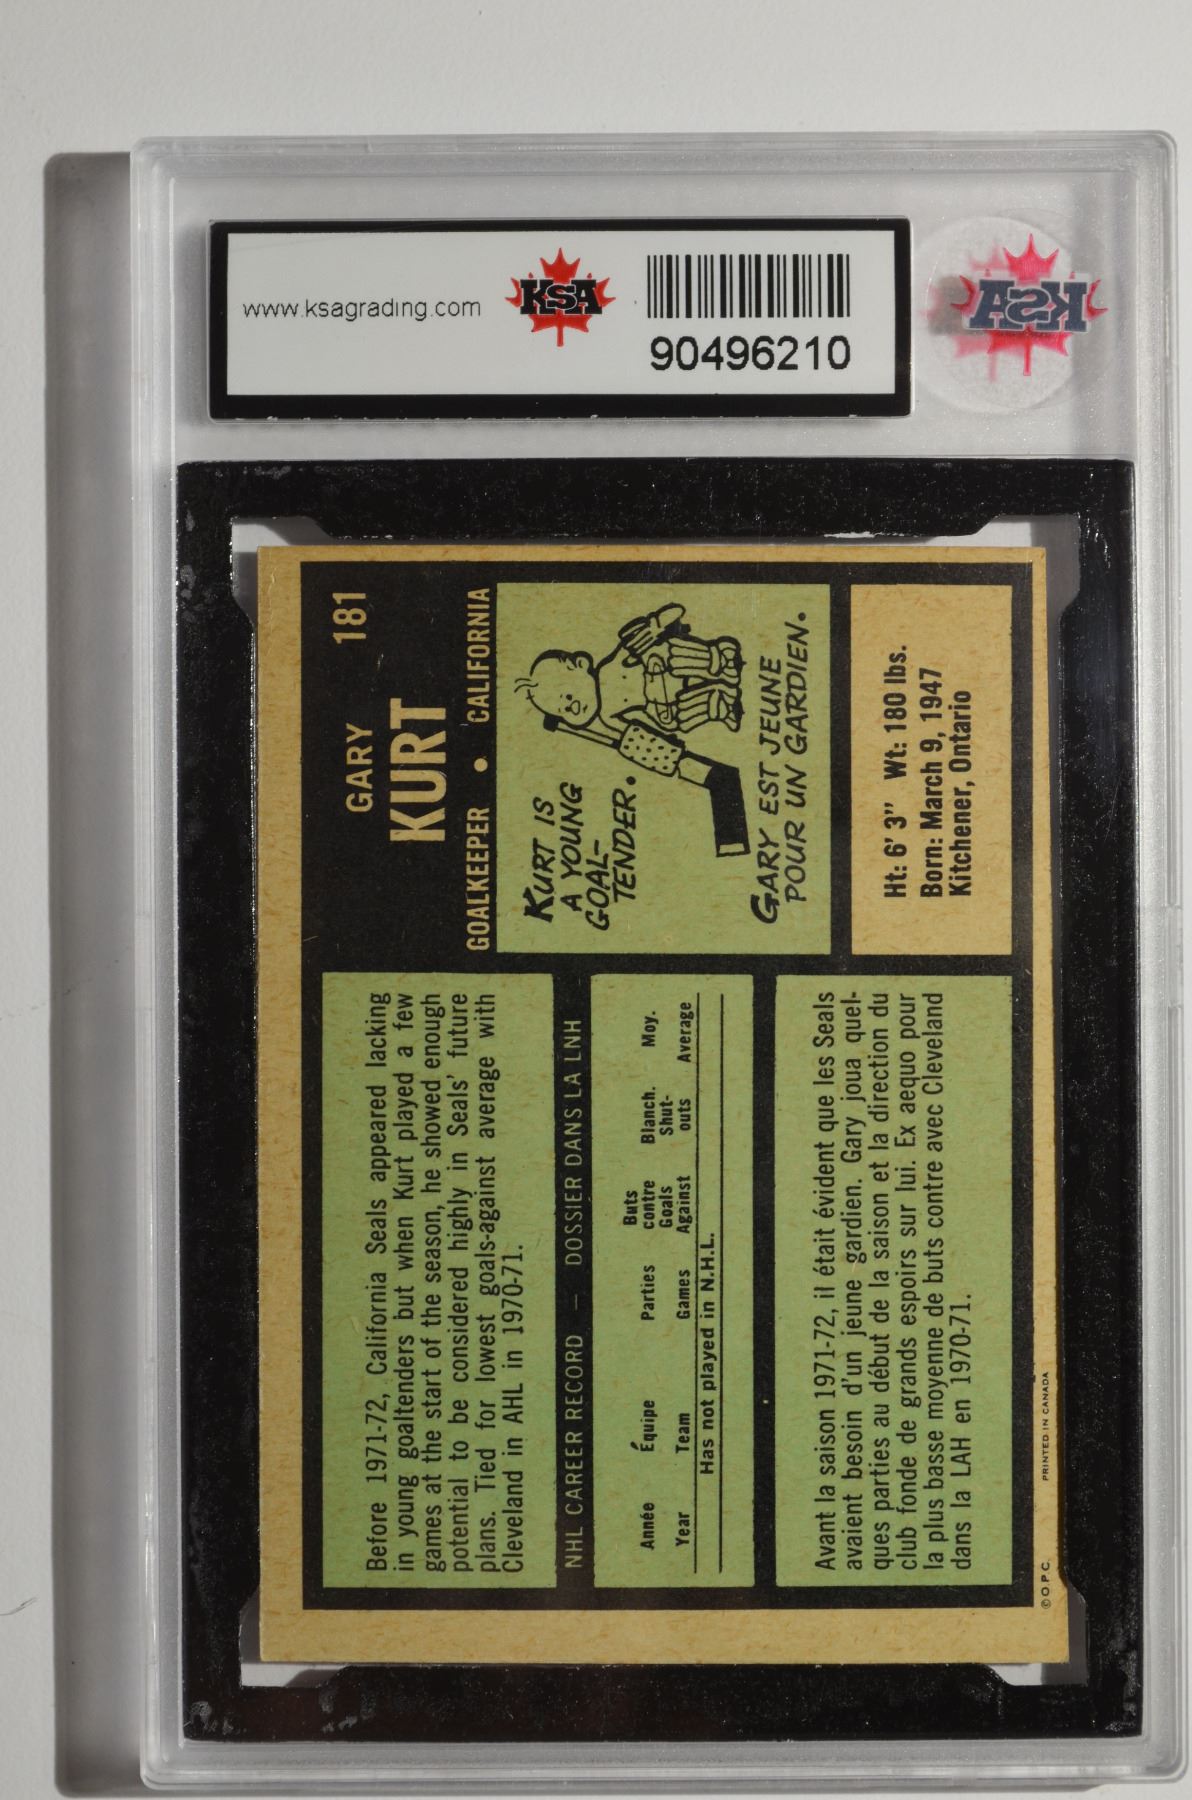 www.ksagrading.com
KSA
90496210
KSA
GARY 181
KURT
GOALKEEPER • CALIFORNIA
KURT IS
A YOUNG
GOAL-
TENDER.
GARY EST JEUNE
POUR UN GARDIEN.
Ht: 6' 3" Wt: 180 lbs.
Born: March 9, 1947
Kitchener, Ontario
Before 1971-72, California Seals appeared lacking
in young goaltenders but when Kurt played a few
games at the start of the season, he showed enough
potential to be considered highly in Seals' future
plans. Tied for lowest goals-against average with
Cleveland in AHL in 1970-71.
NHL CAREER RECORD — DOSSIER DANS LA LNH
Buts
Année Équipe Parties contre Blanch. Moy.
Goals Shut-
Year Team Games Against outs Average
Has not played in N.H.L.
Avant la saison 1971-72, il était évident que les Seals
avaient besoin d'un jeune gardien. Gary joua quel-
ques parties au début de la saison et la direction du
club fonde de grands espoirs sur lui. Ex aequo pour
la plus basse moyenne de buts contre avec Cleveland
dans la LAH en 1970-71.
© O.P.C. PRINTED IN CANADA